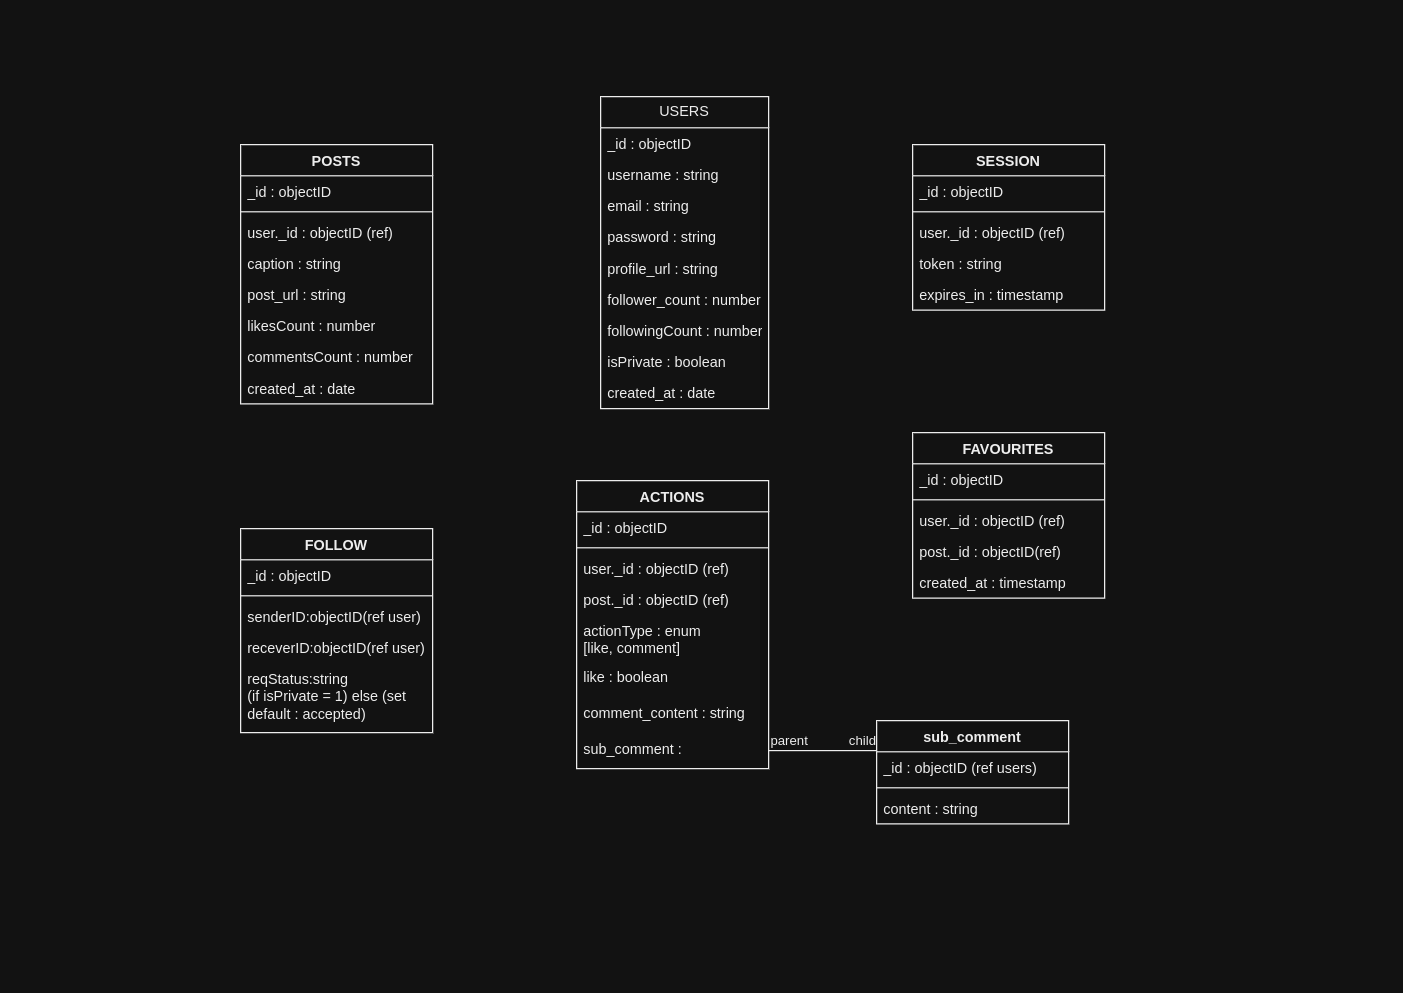 USERS
_id : objectID
username : string
email : string
password : string
profile_url : string
follower_count : number
followingCount : number
isPrivate : boolean
created_at : date
POSTS
_id : objectID
user._id : objectID (ref)
caption : string
post_url : string
likesCount : number
commentsCount : number
created_at : date
SESSION
_id : objectID
user._id : objectID (ref)
token : string
expires_in : timestamp
FAVOURITES
_id : objectID
user._id : objectID (ref)
post._id : objectID(ref)
created_at : timestamp
ACTIONS
_id : objectID
user._id : objectID (ref)
post._id : objectID (ref)
actionType : enum
[like, comment]
like : boolean
comment_content : string
sub_comment :
FOLLOW
_id : objectID
senderID:objectID(ref user)
receverID:objectID(ref user)
reqStatus:string
(if isPrivate = 1) else (set
default : accepted)
parent
child
sub_comment
_id : objectID (ref users)
content : string